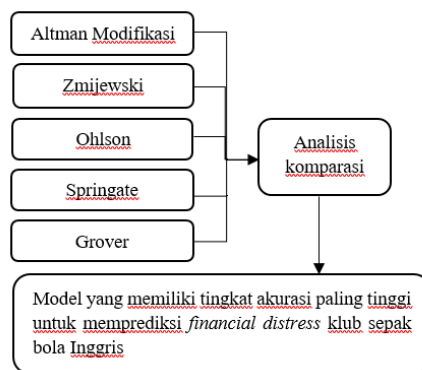 Altman Modifikasi
Zmijewski
Ohlson
Springate
Grover
Analisis
komparasi
Model yang memiliki tingkat akurasi paling tinggi
untuk memprediksi financial distress klub sepak
bola Inggris